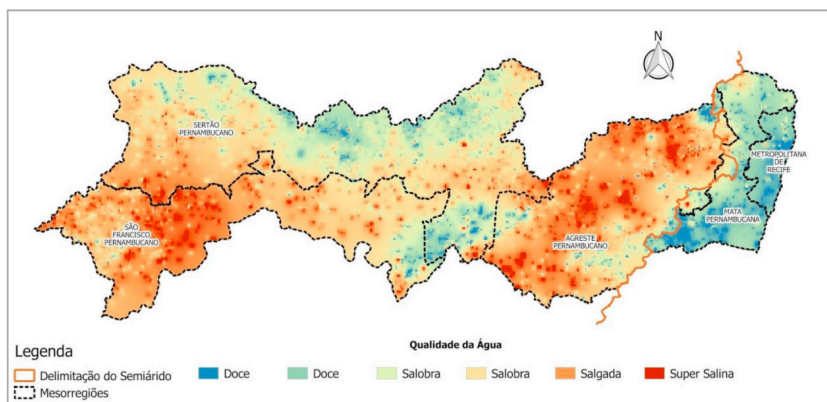 N
SERTÃO
PERNAMBUCANO
METROPOLITANA
DE
RECIFE
MATA
PERNAMBUCANA
SÃO
FRANCISCO
PERNAMBUCANO
AGRESTE
PERNAMBUCANO
Legenda
Qualidade da Água
Delimitação do Semiárido
Doce
Doce
Salobra
Salobra
Salgada
Super Salina
Mesorregiões